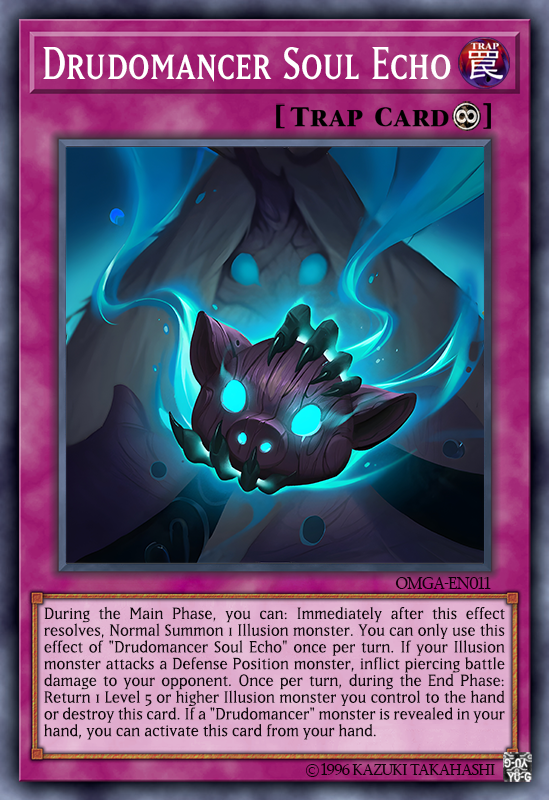 DRUDOMANCER SOUL ECHO
TRAP
罠
[ TRAP CARD ]
OMGA-EN011
During the Main Phase, you can: Immediately after this effect
resolves, Normal Summon 1 Illusion monster. You can only use this
effect of "Drudomancer Soul Echo" once per turn. If your Illusion
monster attacks a Defense Position monster, inflict piercing battle
damage to your opponent. Once per turn, during the End Phase:
Return 1 Level 5 or higher Illusion monster you control to the hand
or destroy this card. If a "Drudomancer" monster is revealed in your
hand, you can activate this card from your hand.
©1996 KAZUKI TAKAHASHI